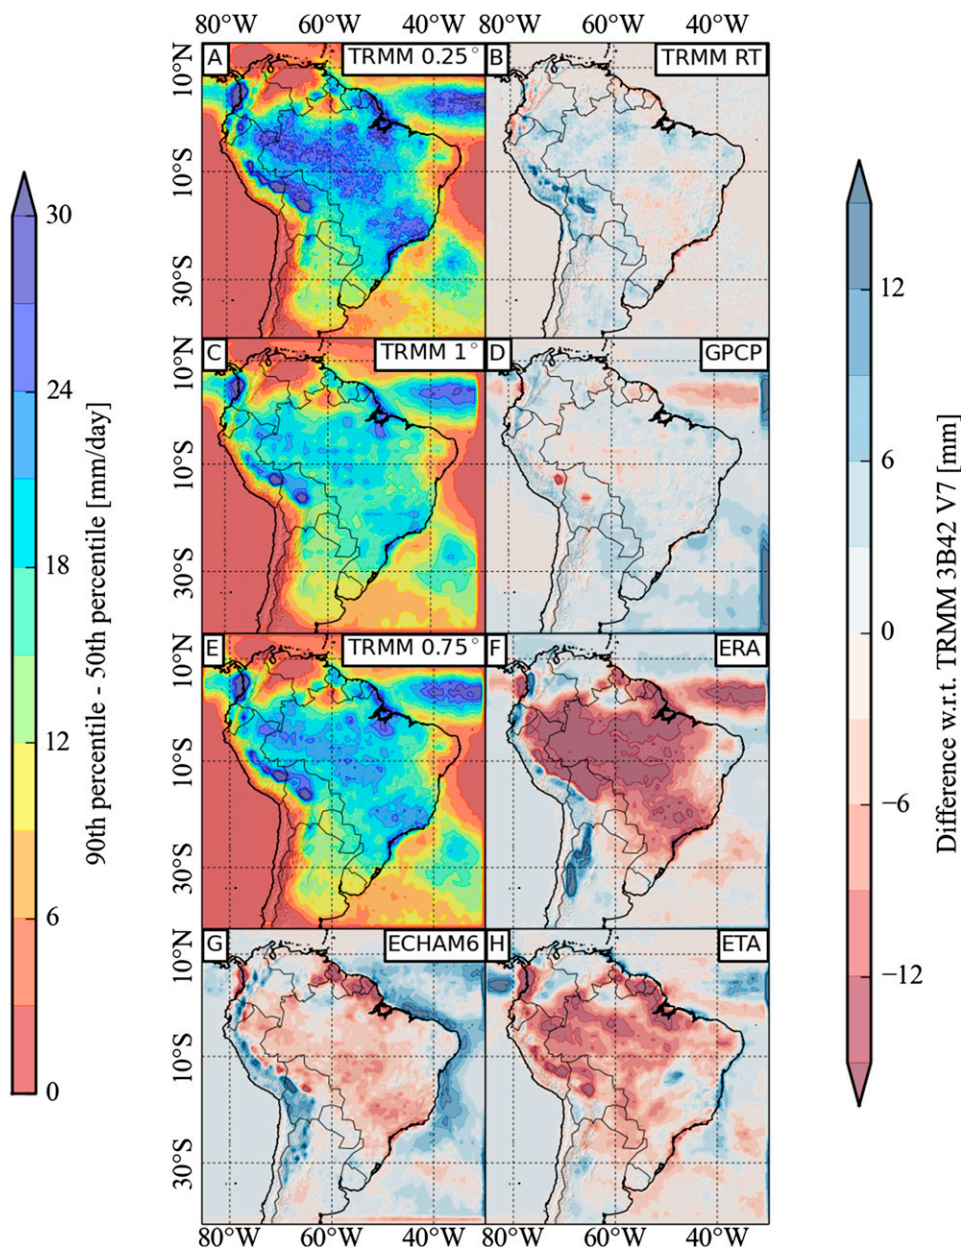 80°W 60°W 40°W 80°W 60°W 40°W
A TRMM 0.25° B TRMM RT
10°N
10°S
30°S
C TRMM 1° D GPCP
10°N
10°S
30°S
E TRMM 0.75° F ERA
10°N
10°S
30°S
G ECHAM6 H ETA
10°N
10°S
30°S
80°W 60°W 40°W 80°W 60°W 40°W
30
24
18
12
6
0
90th percentile - 50th percentile [mm/day]
12
6
0
−6
−12
Difference w.r.t. TRMM 3B42 V7 [mm]